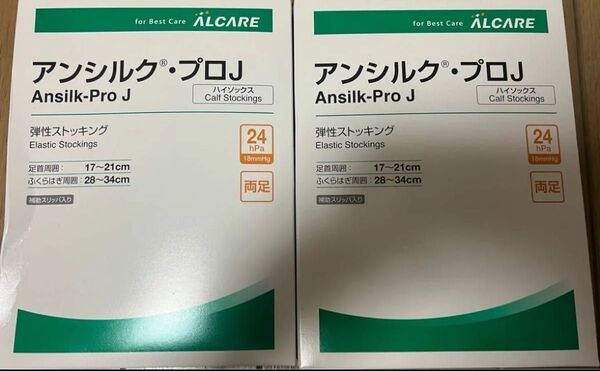 for Best Care ALCARE
アンシルク®・プロJ
Ansilk-Pro J
ハイソックス
Calf Stockings
弾性ストッキング
Elastic Stockings
24
hPa
18mmHg
足首周囲：17〜21cm
ふくらはぎ周囲：28〜34cm
両足
補助スリッパ入り
for Best Care ALCARE
アンシルク®・プロJ
Ansilk-Pro J
ハイソックス
Calf Stockings
弾性ストッキング
Elastic Stockings
24
hPa
18mmHg
足首周囲：17〜21cm
ふくらはぎ周囲：28〜34cm
両足
補助スリッパ入り